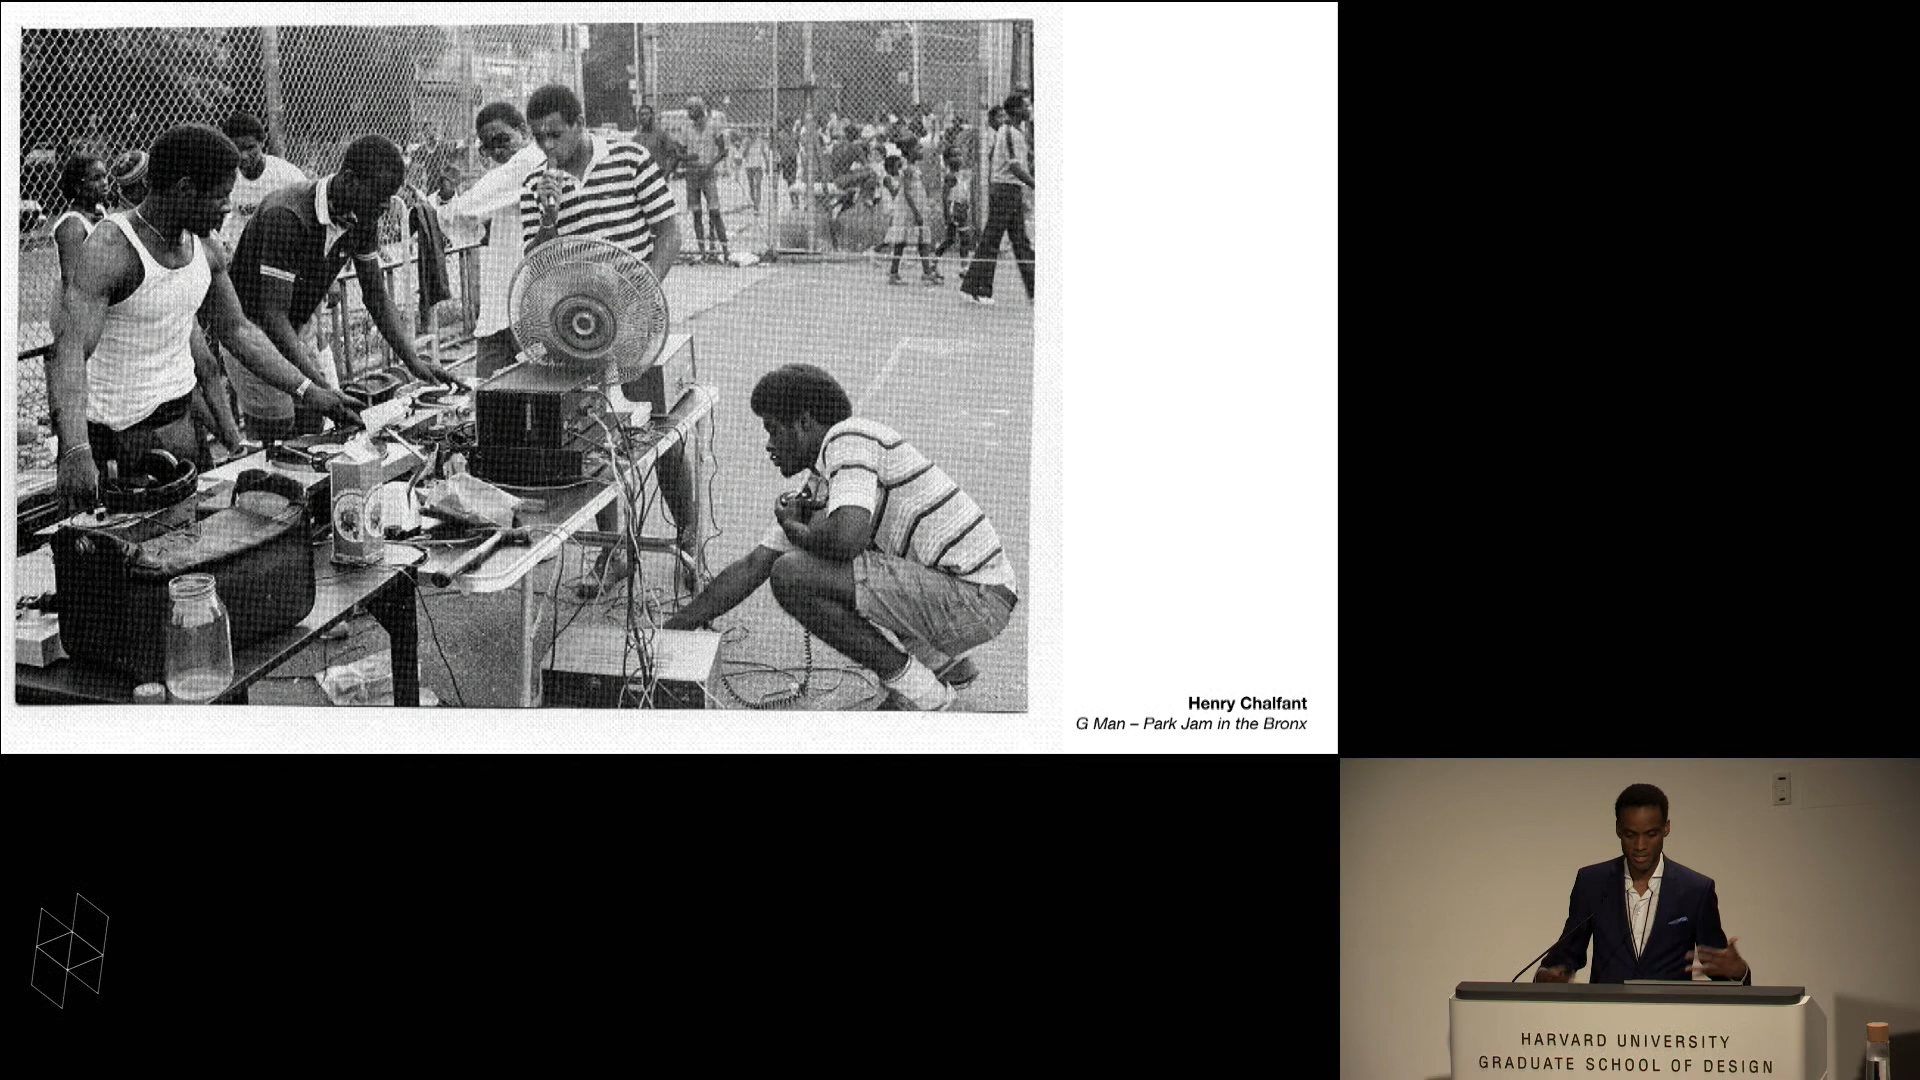 Henry Chalfant
G Man – Park Jam in the Bronx
HARVARD UNIVERSITY
GRADUATE SCHOOL OF DESIGN